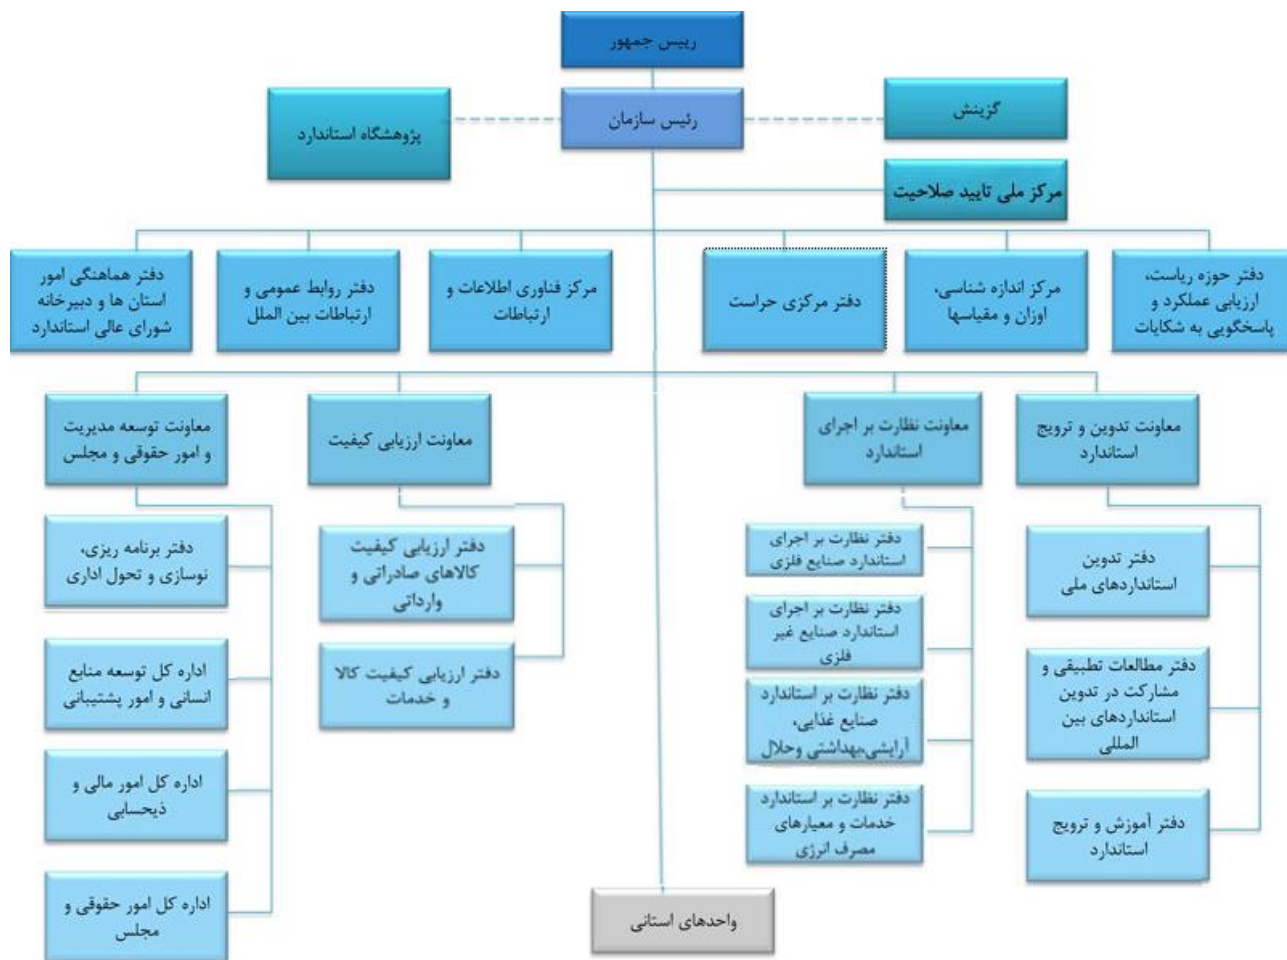 رییس جمهور
رئیس سازمان
گزینش
پژوهشگاه استاندارد
مرکز ملی تایید صلاحیت
دفتر حوزه ریاست،
ارزیابی عملکرد و
پاسخگویی به شکایات
مرکز اندازه شناسی،
اوزان و مقیاسها
دفتر مرکزی حراست
مرکز فناوری اطلاعات و
ارتباطات
دفتر روابط عمومی و
ارتباطات بین الملل
دفتر هماهنگی امور
استان ها و دبیرخانه
شورای عالی استاندارد
معاونت تدوین و ترویج
استاندارد
دفتر تدوین
استانداردهای ملی
دفتر مطالعات تطبیقی و
مشارکت در تدوین
استانداردهای بین
المللی
دفتر آموزش و ترویج
استاندارد
معاونت نظارت بر اجرای
استاندارد
دفتر نظارت بر اجرای
استاندارد صنایع فلزی
دفتر نظارت بر اجرای
استاندارد صنایع غیر
فلزی
دفتر نظارت بر استاندارد
صنایع غذایی،
آرایشی،بهداشتی وحلال
دفتر نظارت بر استاندارد
خدمات و معیارهای
مصرف انرژی
معاونت ارزیابی کیفیت
دفتر ارزیابی کیفیت
کالاهای صادراتی و
وارداتی
دفتر ارزیابی کیفیت کالا
و خدمات
معاونت توسعه مدیریت
و امور حقوقی و مجلس
دفتر برنامه ریزی،
نوسازی و تحول اداری
اداره کل توسعه منابع
انسانی و امور پشتیبانی
اداره کل امور مالی و
ذیحسابی
اداره کل امور حقوقی و
مجلس
واحدهای استانی